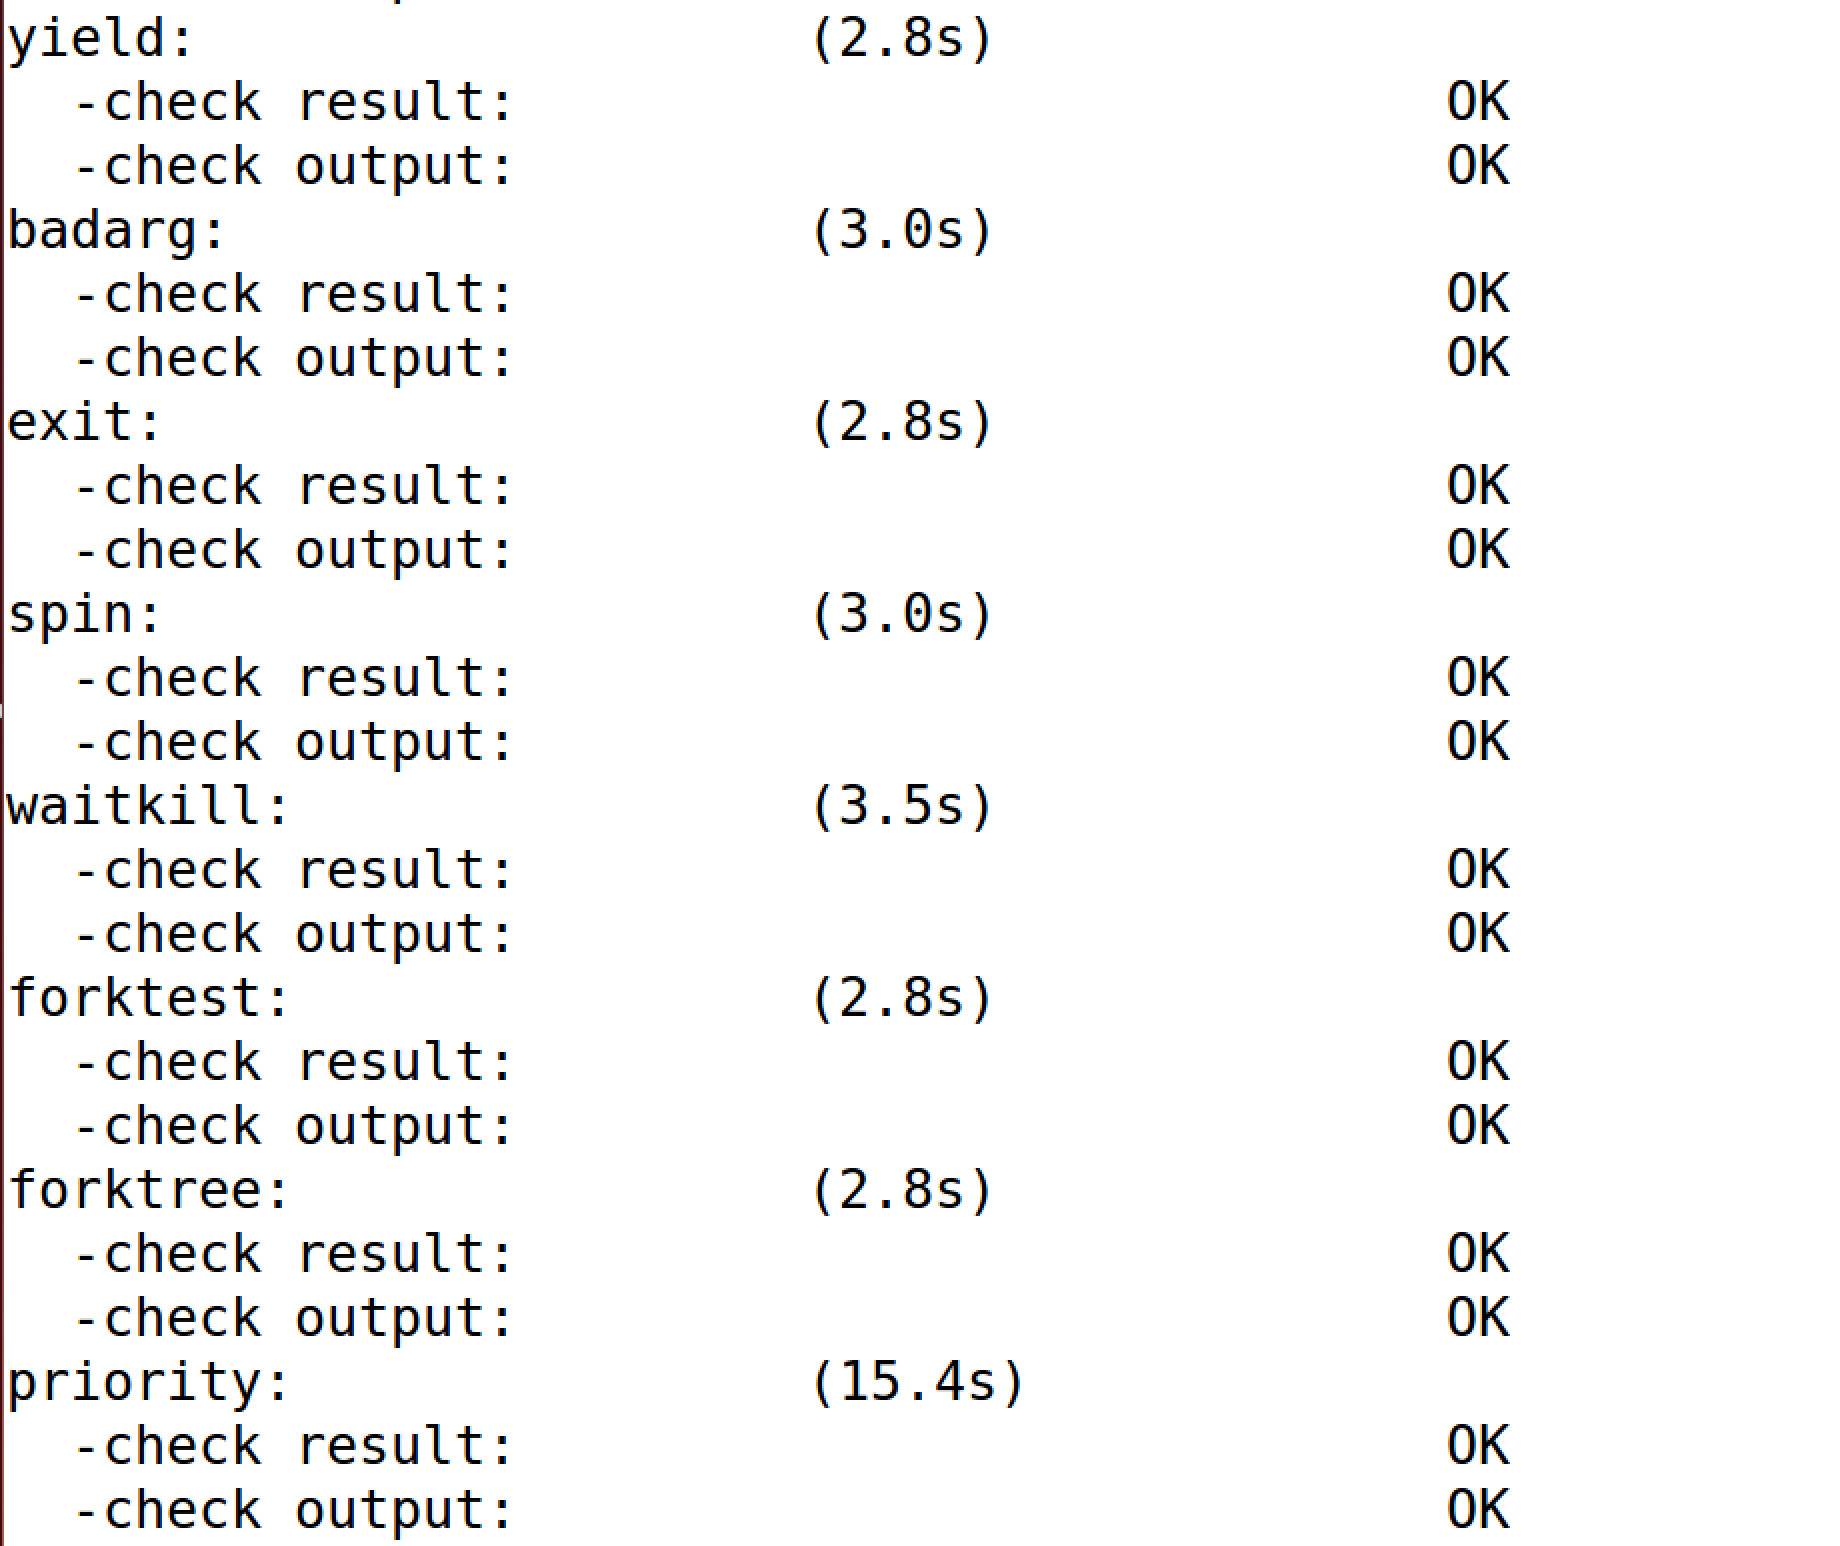 yield:                   (2.8s)
  -check result:                             OK
  -check output:                             OK
badarg:                  (3.0s)
  -check result:                             OK
  -check output:                             OK
exit:                    (2.8s)
  -check result:                             OK
  -check output:                             OK
spin:                    (3.0s)
  -check result:                             OK
  -check output:                             OK
waitkill:                (3.5s)
  -check result:                             OK
  -check output:                             OK
forktest:                (2.8s)
  -check result:                             OK
  -check output:                             OK
forktree:                (2.8s)
  -check result:                             OK
  -check output:                             OK
priority:                (15.4s)
  -check result:                             OK
  -check output:                             OK